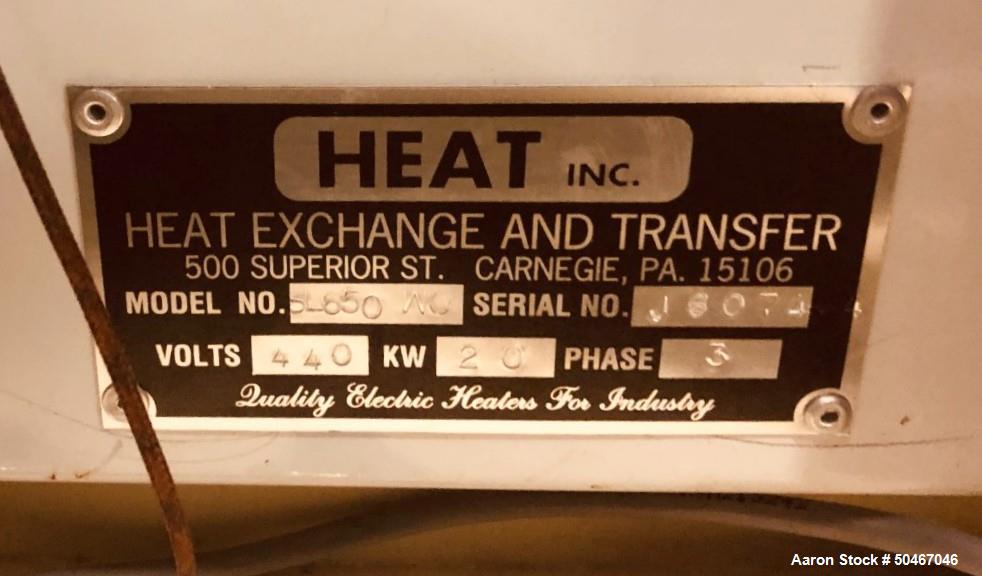 HEAT INC.
HEAT EXCHANGE AND TRANSFER
500 SUPERIOR ST. CARNEGIE, PA. 15106
MODEL NO. SERIAL NO.
VOLTS 440 KW 20 PHASE 3
Quality Electric Heaters For Industry
Aaron Stock # 50467046